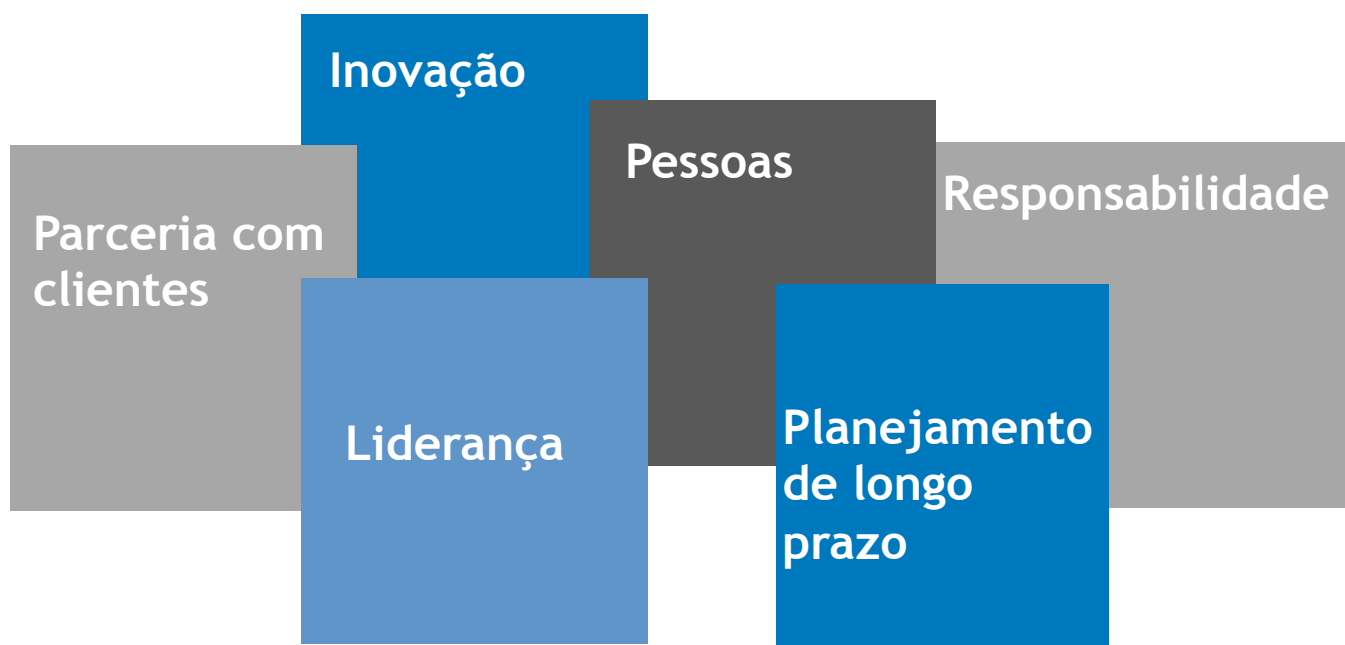 Inovação
Pessoas
Responsabilidade
Parceria com
clientes
Liderança
Planejamento
de longo
prazo